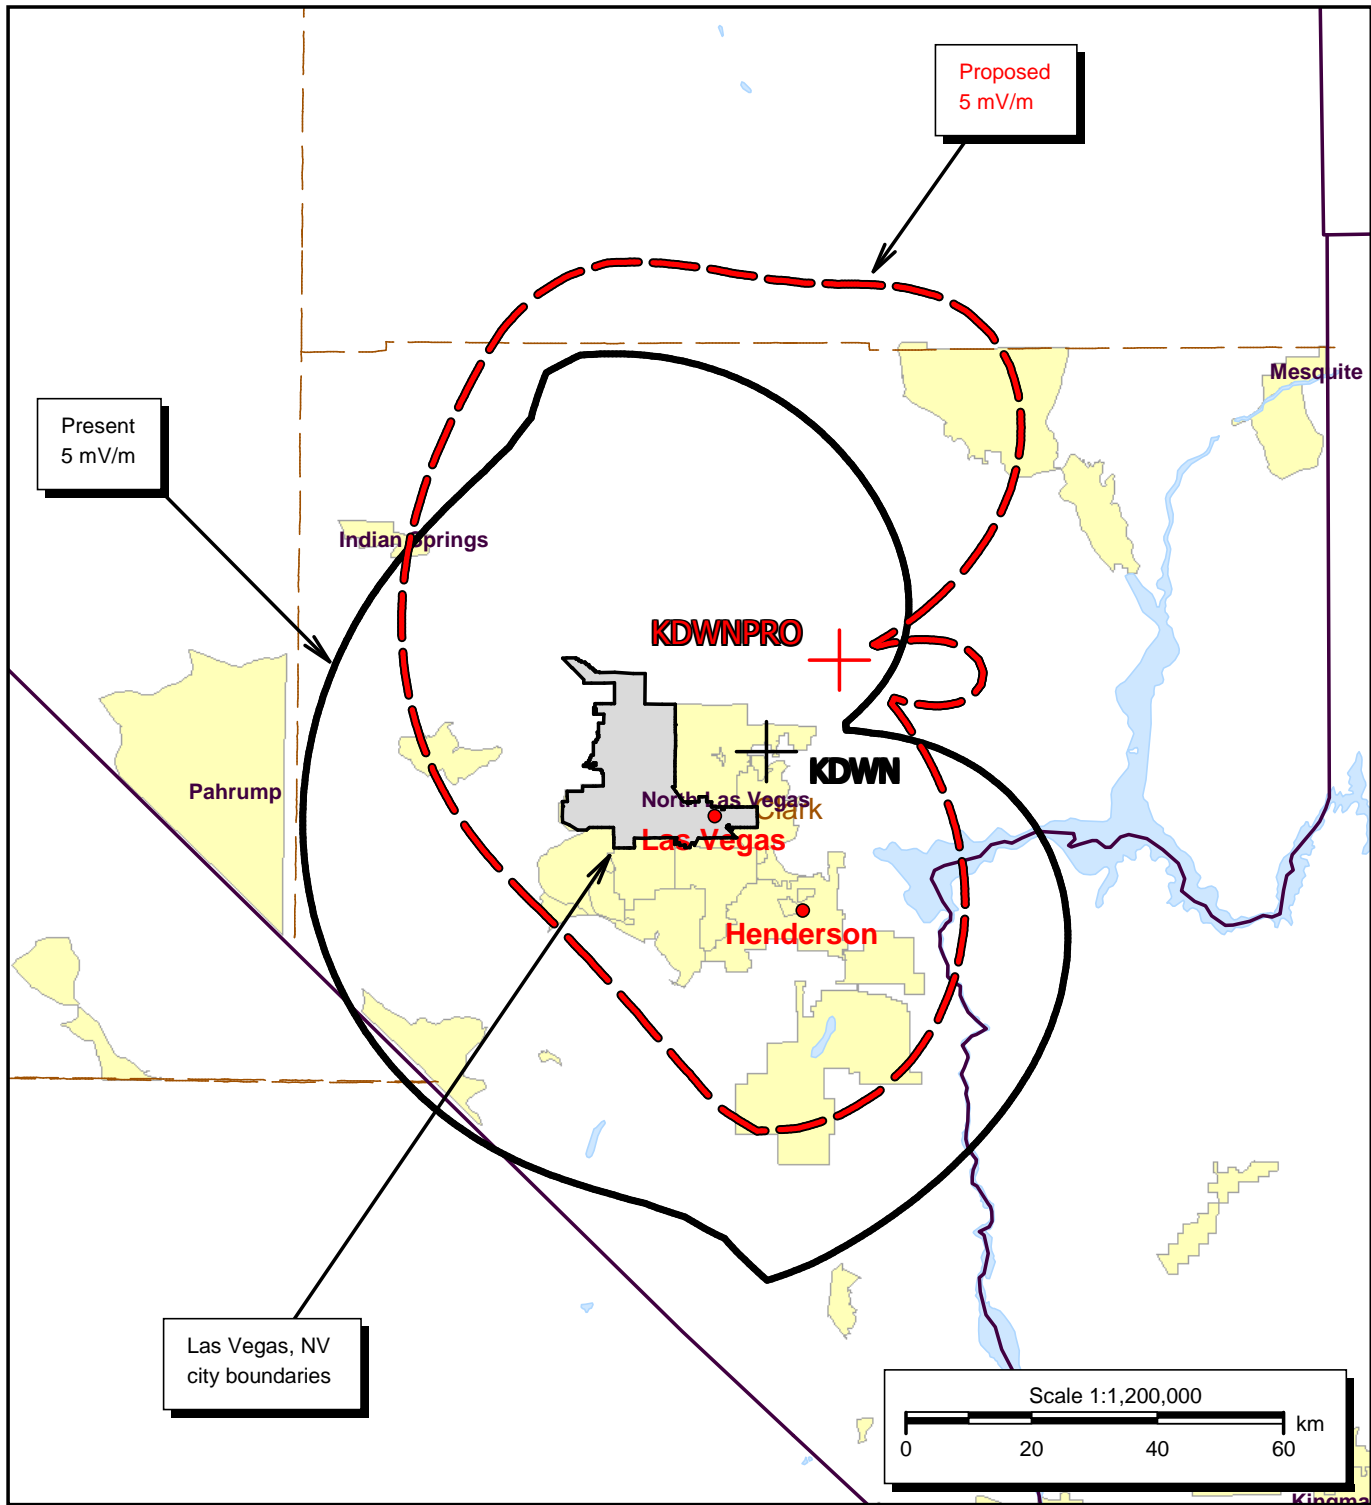 Proposed
5 mV/m
Mesquite
Present
5 mV/m
Indian Springs
KDWNPRO
KDWN
Pahrump
North Las Vegas
Clark
Las Vegas
Henderson
Las Vegas, NV
city boundaries
Scale 1:1,200,000
km
0 20 40 60
Kingma